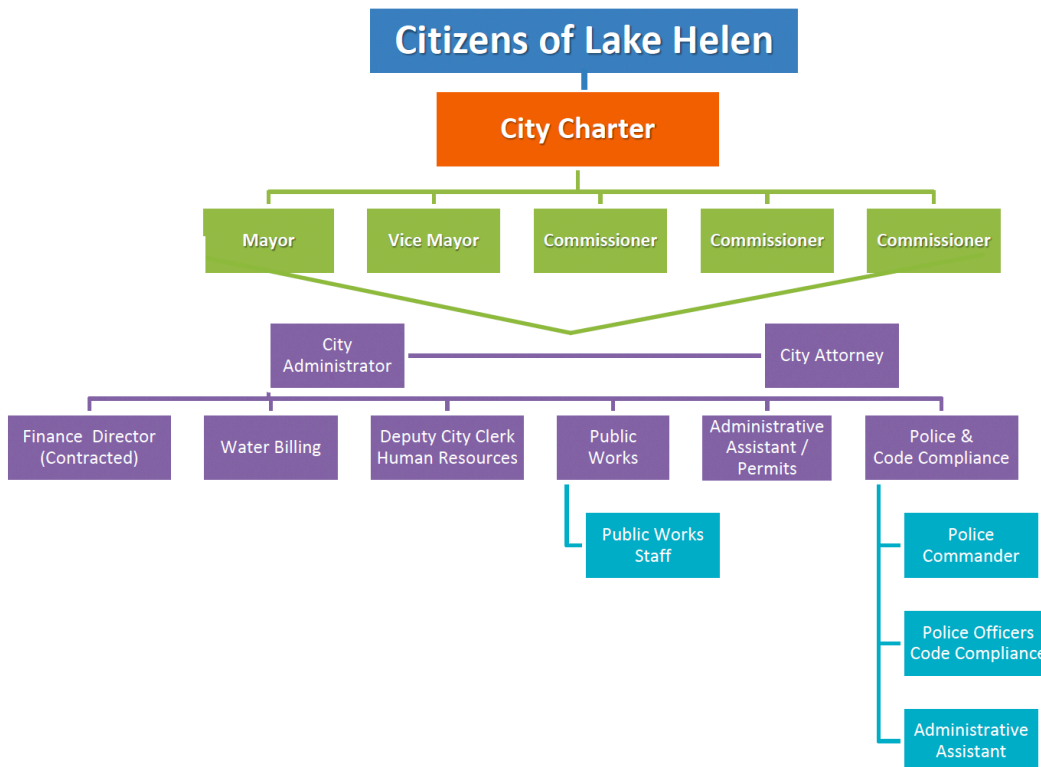 Citizens of Lake Helen
City Charter
Mayor
Vice Mayor
Commissioner
Commissioner
Commissioner
City
Administrator
City Attorney
Finance Director
(Contracted)
Water Billing
Deputy City Clerk
Human Resources
Public
Works
Administrative
Assistant /
Permits
Police &
Code Compliance
Public Works
Staff
Police
Commander
Police Officers
Code Compliance
Administrative
Assistant